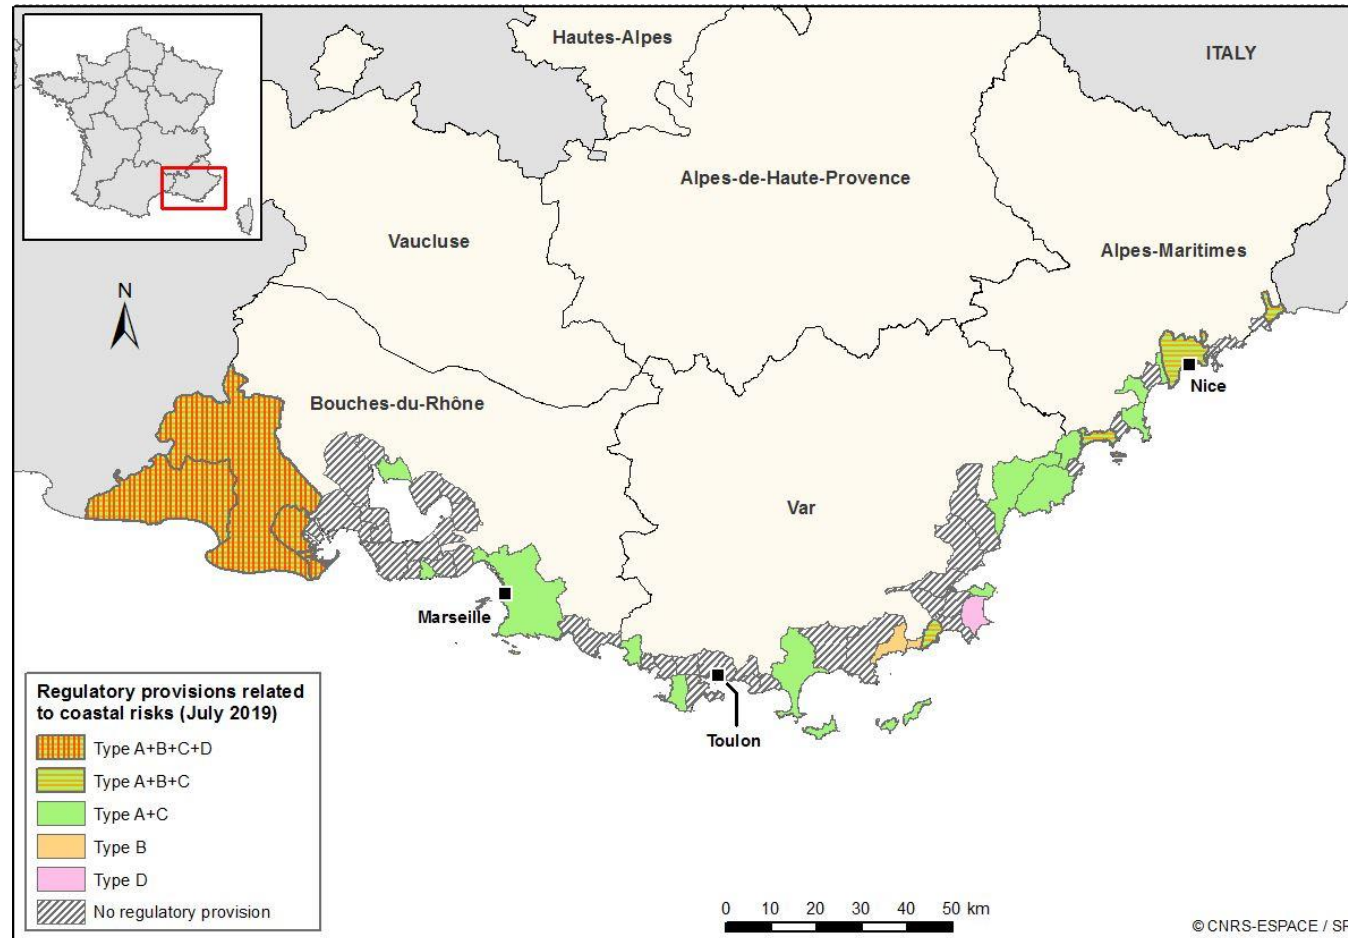 Hautes-Alpes
ITALY
Alpes-de-Haute-Provence
Vaucluse
Alpes-Maritimes
N
Nice
Bouches-du-Rhône
Var
Marseille
Toulon
Regulatory provisions related
to coastal risks (July 2019)
Type A+B+C+D
Type A+B+C
Type A+C
Type B
Type D
No regulatory provision
0 10 20 30 40 50 km
© CNRS-ESPACE / SP